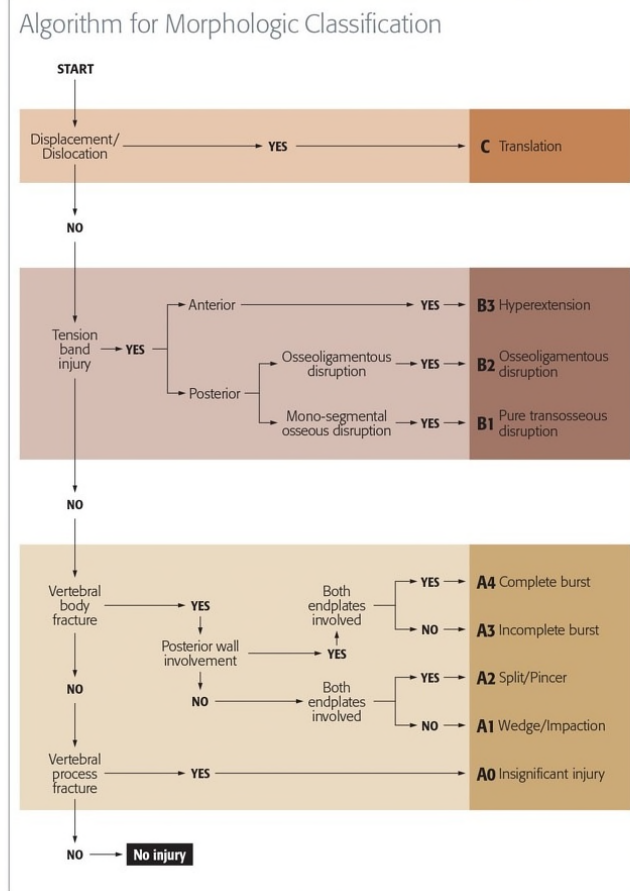 Algorithm for Morphologic Classification
START
Displacement/
Dislocation
YES
C Translation
NO
Tension
band
injury
YES
Anterior
YES
B3 Hyperextension
Posterior
Osseoligamentous
disruption
YES
B2 Osseoligamentous
disruption
Mono-segmental
osseous disruption
YES
B1 Pure transosseous
disruption
NO
Vertebral
body
fracture
YES
Posterior wall
involvement
YES
Both
endplates
involved
YES
A4 Complete burst
NO
A3 Incomplete burst
NO
Both
endplates
involved
YES
A2 Split/Pincer
NO
A1 Wedge/Impaction
NO
Vertebral
process
fracture
YES
A0 Insignificant injury
NO
No injury